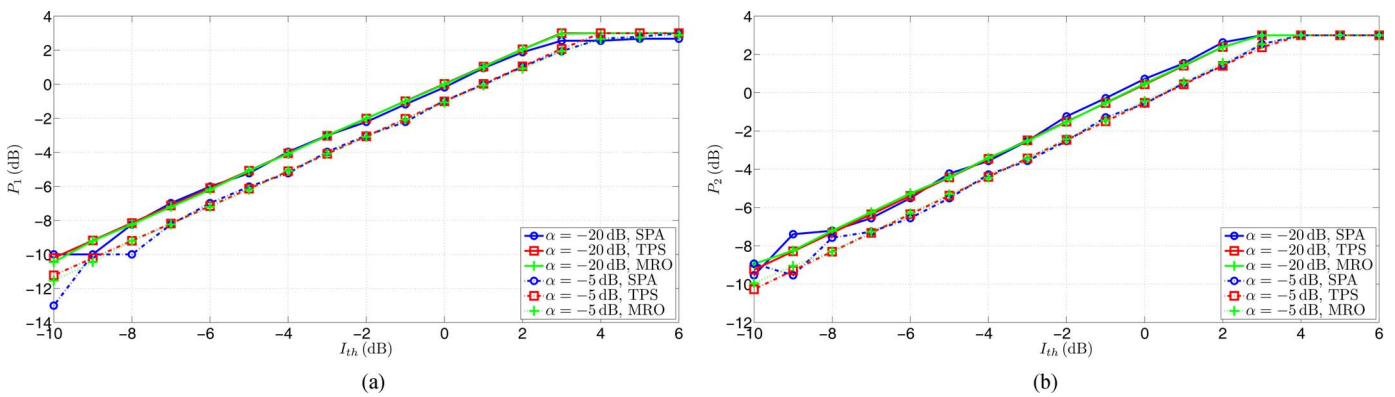 4
2
0
−2
−4
−6
−8
−10
−12
−14
P₁ (dB)
−10 −8 −6 −4 −2 0 2 4 6
I_th (dB)
α = −20 dB, SPA
α = −20 dB, TPS
α = −20 dB, MRO
α = −5 dB, SPA
α = −5 dB, TPS
α = −5 dB, MRO
(a)
4
2
0
−2
−4
−6
−8
−10
−12
P₂ (dB)
−10 −8 −6 −4 −2 0 2 4 6
I_th (dB)
α = −20 dB, SPA
α = −20 dB, TPS
α = −20 dB, MRO
α = −5 dB, SPA
α = −5 dB, TPS
α = −5 dB, MRO
(b)